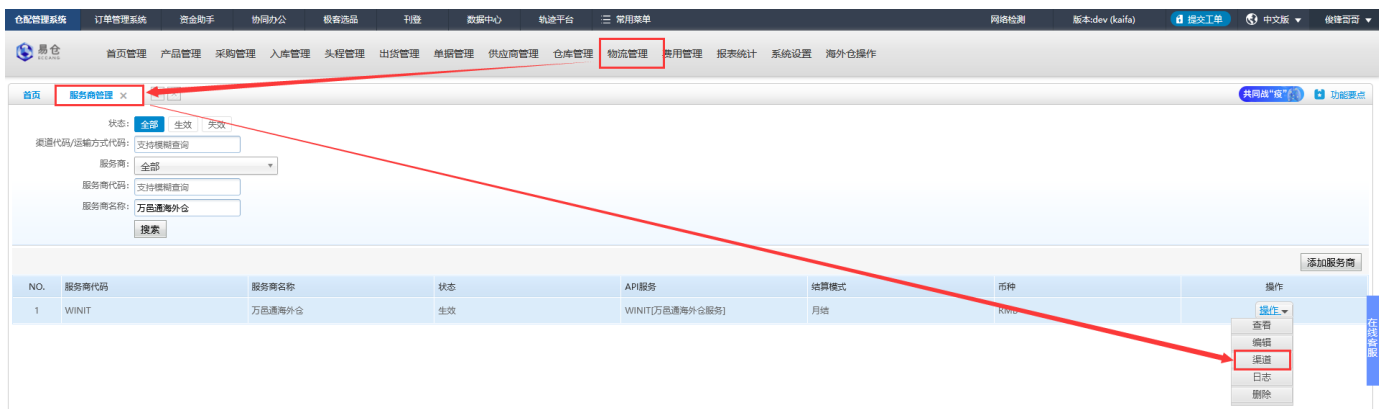 仓配管理系统 订单管理系统 资金助手 协同办公 极客选品 刊登 数据中心 轨迹平台 三 常用菜单 网络检测 版本:dev (kaifa) 提交工单 中文版 俊锋哥哥
易仓 ECCANG 首页管理 产品管理 采购管理 入库管理 头程管理 出货管理 单据管理 供应商管理 仓库管理 物流管理 费用管理 报表统计 系统设置 海外仓操作
首页 服务商管理 × 共同战"疫" 功能要点
状态: 全部 生效 失效
渠道代码/运输方式代码: 支持模糊查询
服务商: 全部
服务商代码: 支持模糊查询
服务商名称: 万邑通海外仓
搜索
添加服务商
NO. 服务商代码 服务商名称 状态 API服务 结算模式 币种 操作
1 WINIT 万邑通海外仓 生效 WINIT[万邑通海外仓服务] 月结 RMB 操作
查看
编辑
渠道
日志
删除
在线客服